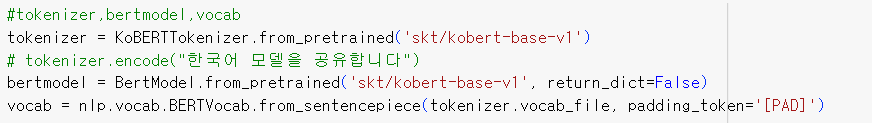 #tokenizer,bertmodel,vocab
tokenizer = KoBERTTokenizer.from_pretrained('skt/kobert-base-v1')
# tokenizer.encode("한국어 모델을 공유합니다")
bertmodel = BertModel.from_pretrained('skt/kobert-base-v1', return_dict=False)
vocab = nlp.vocab.BERTVocab.from_sentencepiece(tokenizer.vocab_file, padding_token='[PAD]')